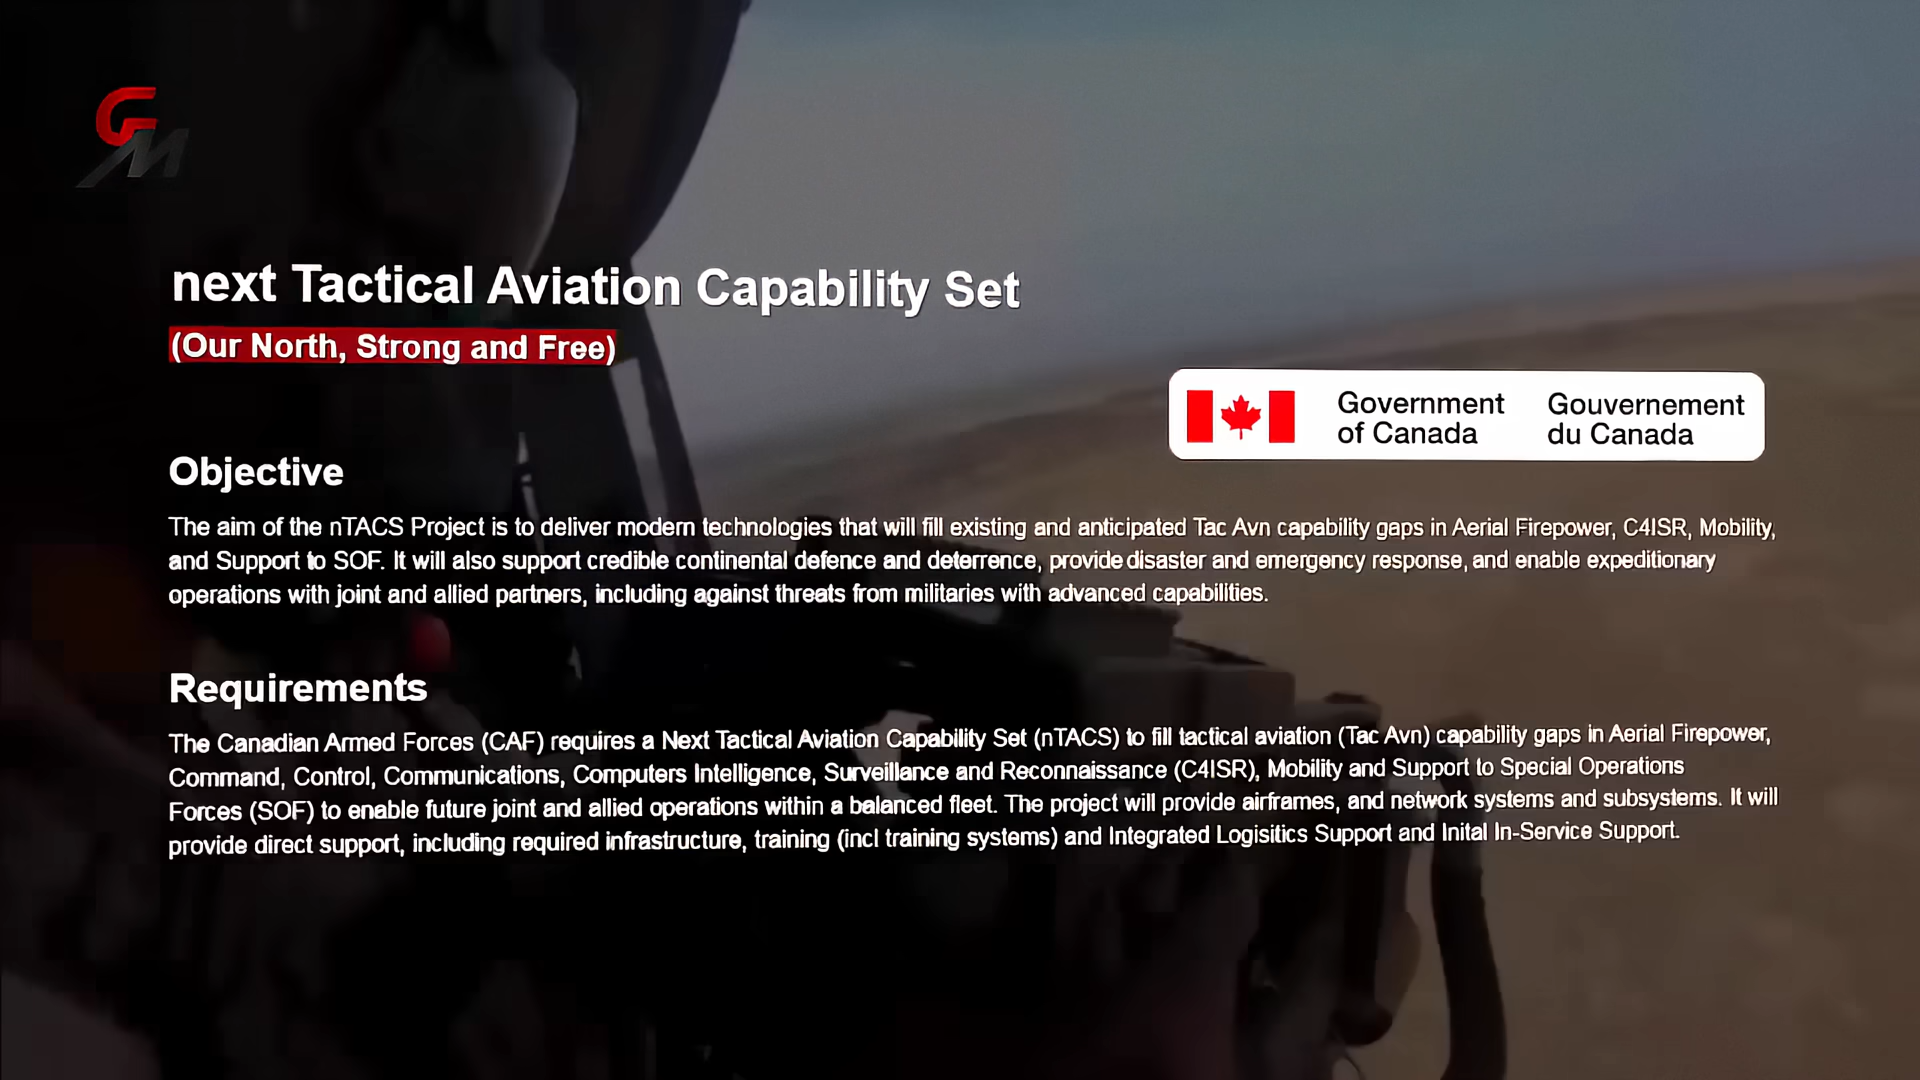 GM
next Tactical Aviation Capability Set
(Our North, Strong and Free)
Government of Canada
Gouvernement du Canada
Objective
The aim of the nTACS Project is to deliver modern technologies that will fill existing and anticipated Tac Avn capability gaps in Aerial Firepower, C4ISR, Mobility,
and Support to SOF. It will also support credible continental defence and deterrence, provide disaster and emergency response, and enable expeditionary
operations with joint and allied partners, including against threats from militaries with advanced capabilities.
Requirements
The Canadian Armed Forces (CAF) requires a Next Tactical Aviation Capability Set (nTACS) to fill tactical aviation (Tac Avn) capability gaps in Aerial Firepower,
Command, Control, Communications, Computers Intelligence, Surveillance and Reconnaissance (C4ISR), Mobility and Support to Special Operations
Forces (SOF) to enable future joint and allied operations within a balanced fleet. The project will provide airframes, and network systems and subsystems. It will
provide direct support, including required infrastructure, training (incl training systems) and Integrated Logisitics Support and Inital In-Service Support.